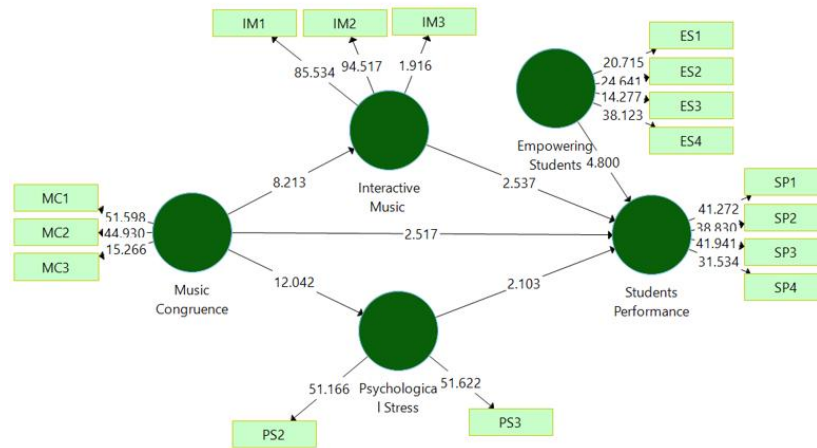 IM1
IM2
IM3
85.534
94.517
1.916
ES1
20.715
ES2
24.641
ES3
14.277
ES4
38.123
Empowering
Students
4.800
Interactive
Music
8.213
2.537
MC1
51.598
MC2
44.930
MC3
15.266
Music
Congruence
2.517
SP1
41.272
SP2
38.830
SP3
41.941
SP4
31.534
Students
Performance
12.042
2.103
Psychologica
l Stress
51.166
51.622
PS2
PS3